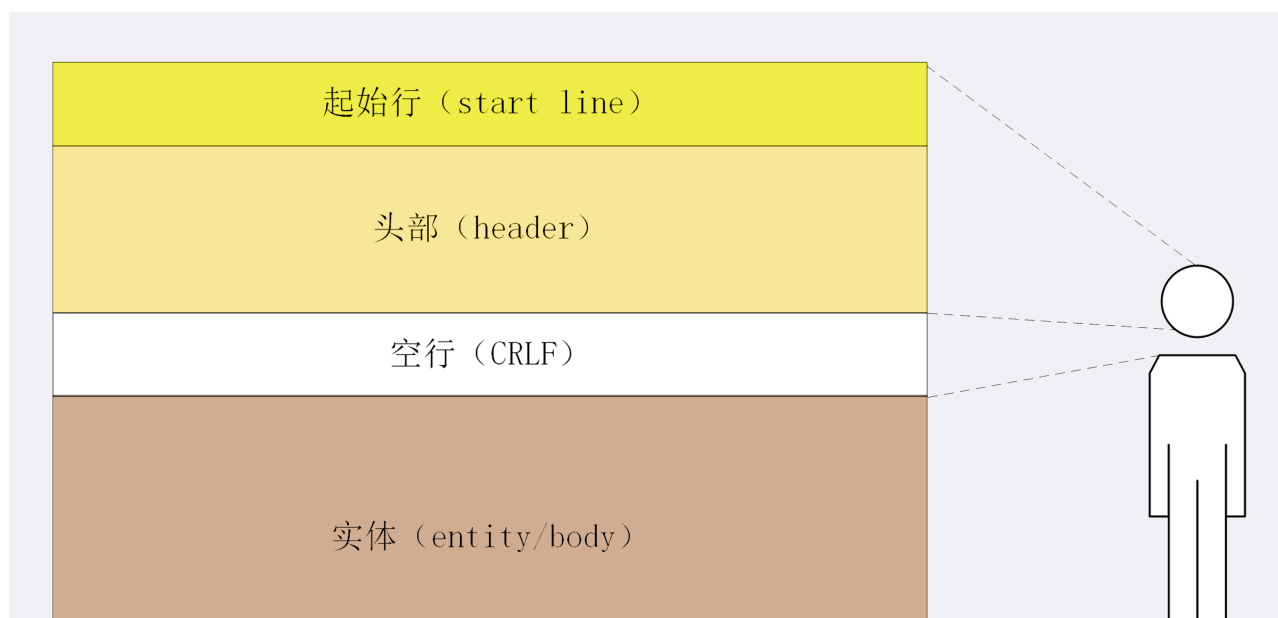 起始行（start line）
头部（header）
空行（CRLF）
实体（entity/body）